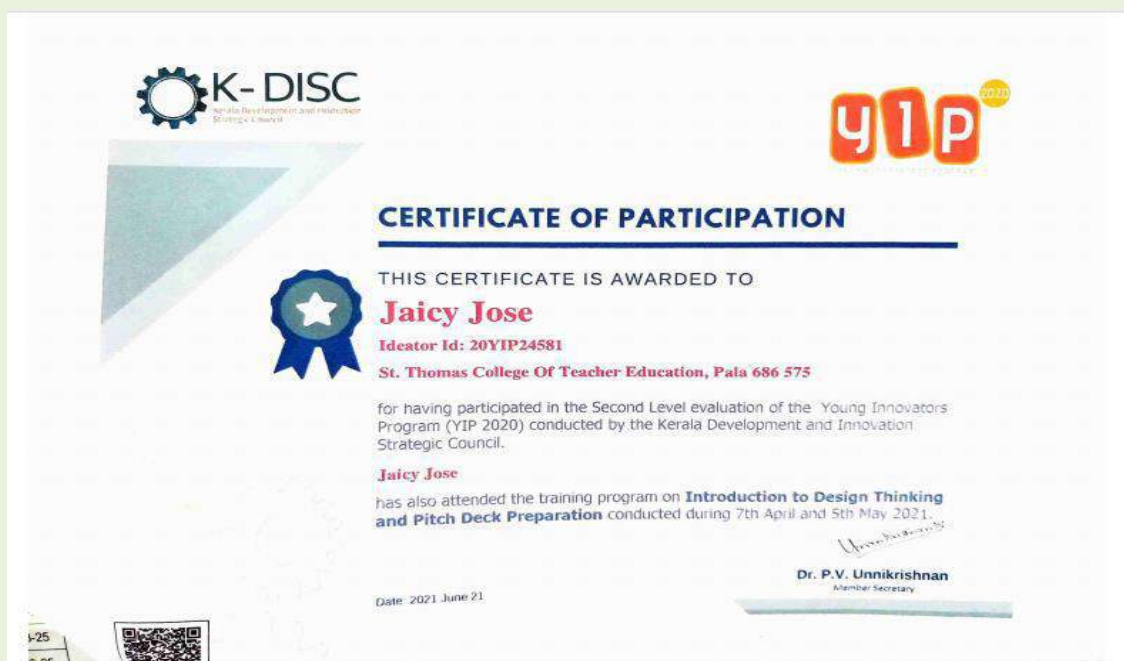 K-DISC
Kerala Development and Innovation
Strategic Council
yip
2020
CERTIFICATE OF PARTICIPATION
THIS CERTIFICATE IS AWARDED TO
Jaicy Jose
Ideator Id: 20YIP24581
St. Thomas College Of Teacher Education, Pala 686 575
for having participated in the Second Level evaluation of the Young Innovators
Program (YIP 2020) conducted by the Kerala Development and Innovation
Strategic Council.
Jaicy Jose
has also attended the training program on Introduction to Design Thinking
and Pitch Deck Preparation conducted during 7th April and 5th May 2021.
Dr. P.V. Unnikrishnan
Member Secretary
Date: 2021 June 21
-25